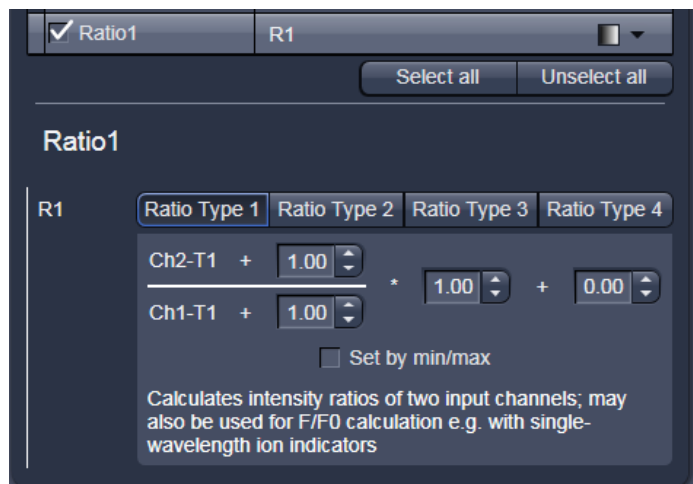 Ratio1 R1
Select all Unselect all
Ratio1
R1 Ratio Type 1 Ratio Type 2 Ratio Type 3 Ratio Type 4
Ch2-T1 + 1.00
* 1.00 + 0.00
Ch1-T1 + 1.00
Set by min/max
Calculates intensity ratios of two input channels; may
also be used for F/F0 calculation e.g. with single-
wavelength ion indicators